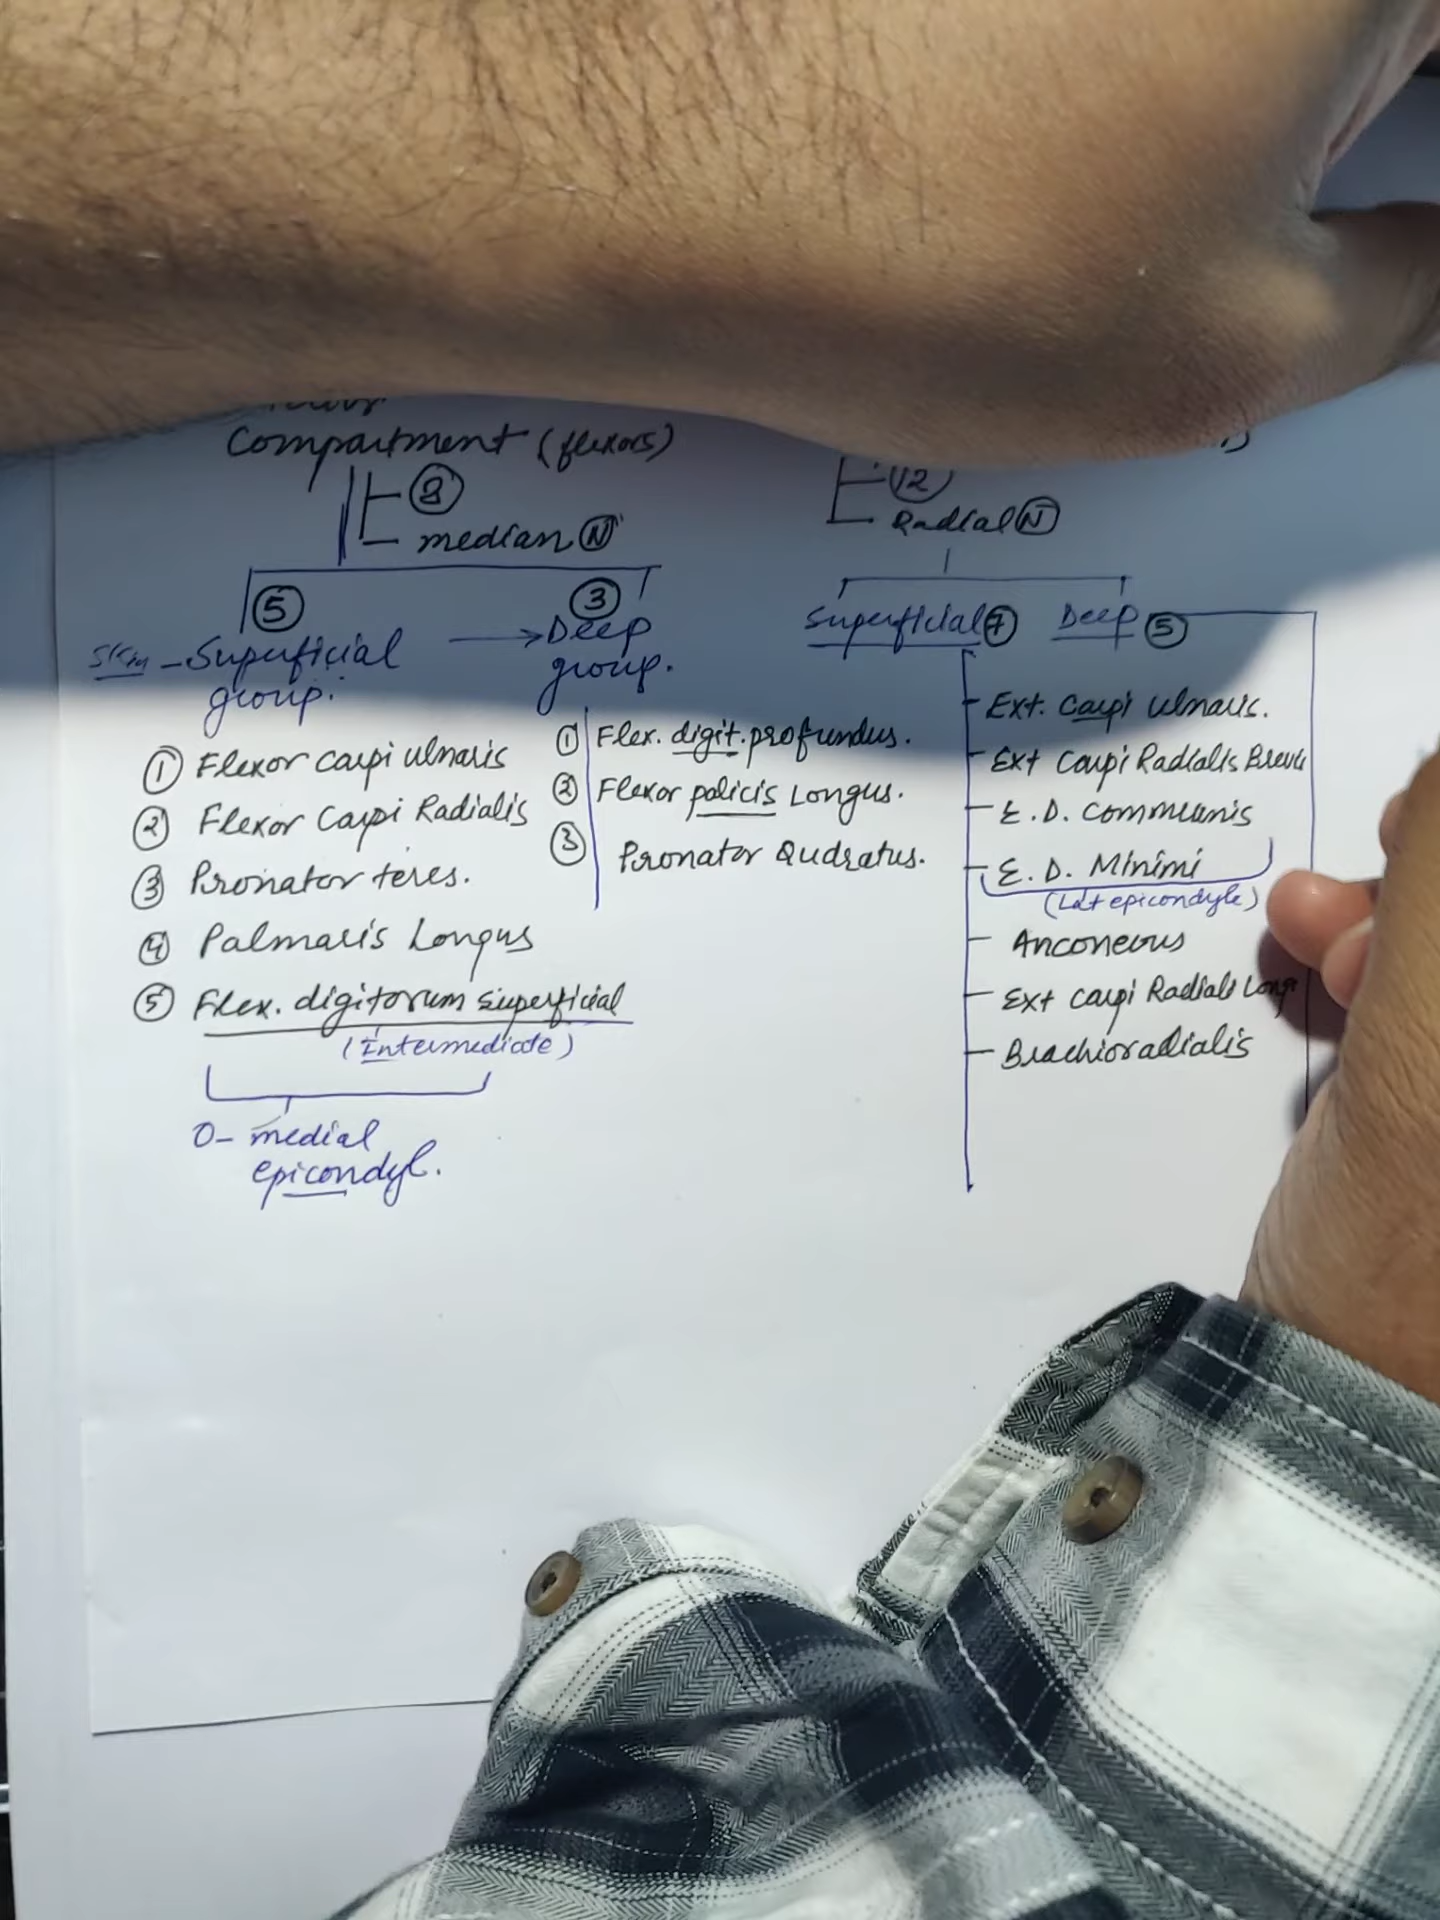 Compartment (flexors)
8
median N
5
3
Skin - Superficial group.
Deep group.
① Flexor carpi ulnaris
② Flexor Carpi Radialis
③ Pronator teres.
④ Palmaris Longus
⑤ Flex. digitorum superficial
(Intermediate)
O- medial
epicondyl.
① Flex. digit. profundus.
② Flexor policis Longus.
③ Pronator Qudratus.
12
Radial N
Superficial 7
Deep 5
Ext. Carpi ulnaris.
Ext Carpi Radialis Brevis
E. D. Communis
E. D. Minimi
(Lat epicondyle)
Anconeous
Ext Carpi Radials Long
Brachioradialis